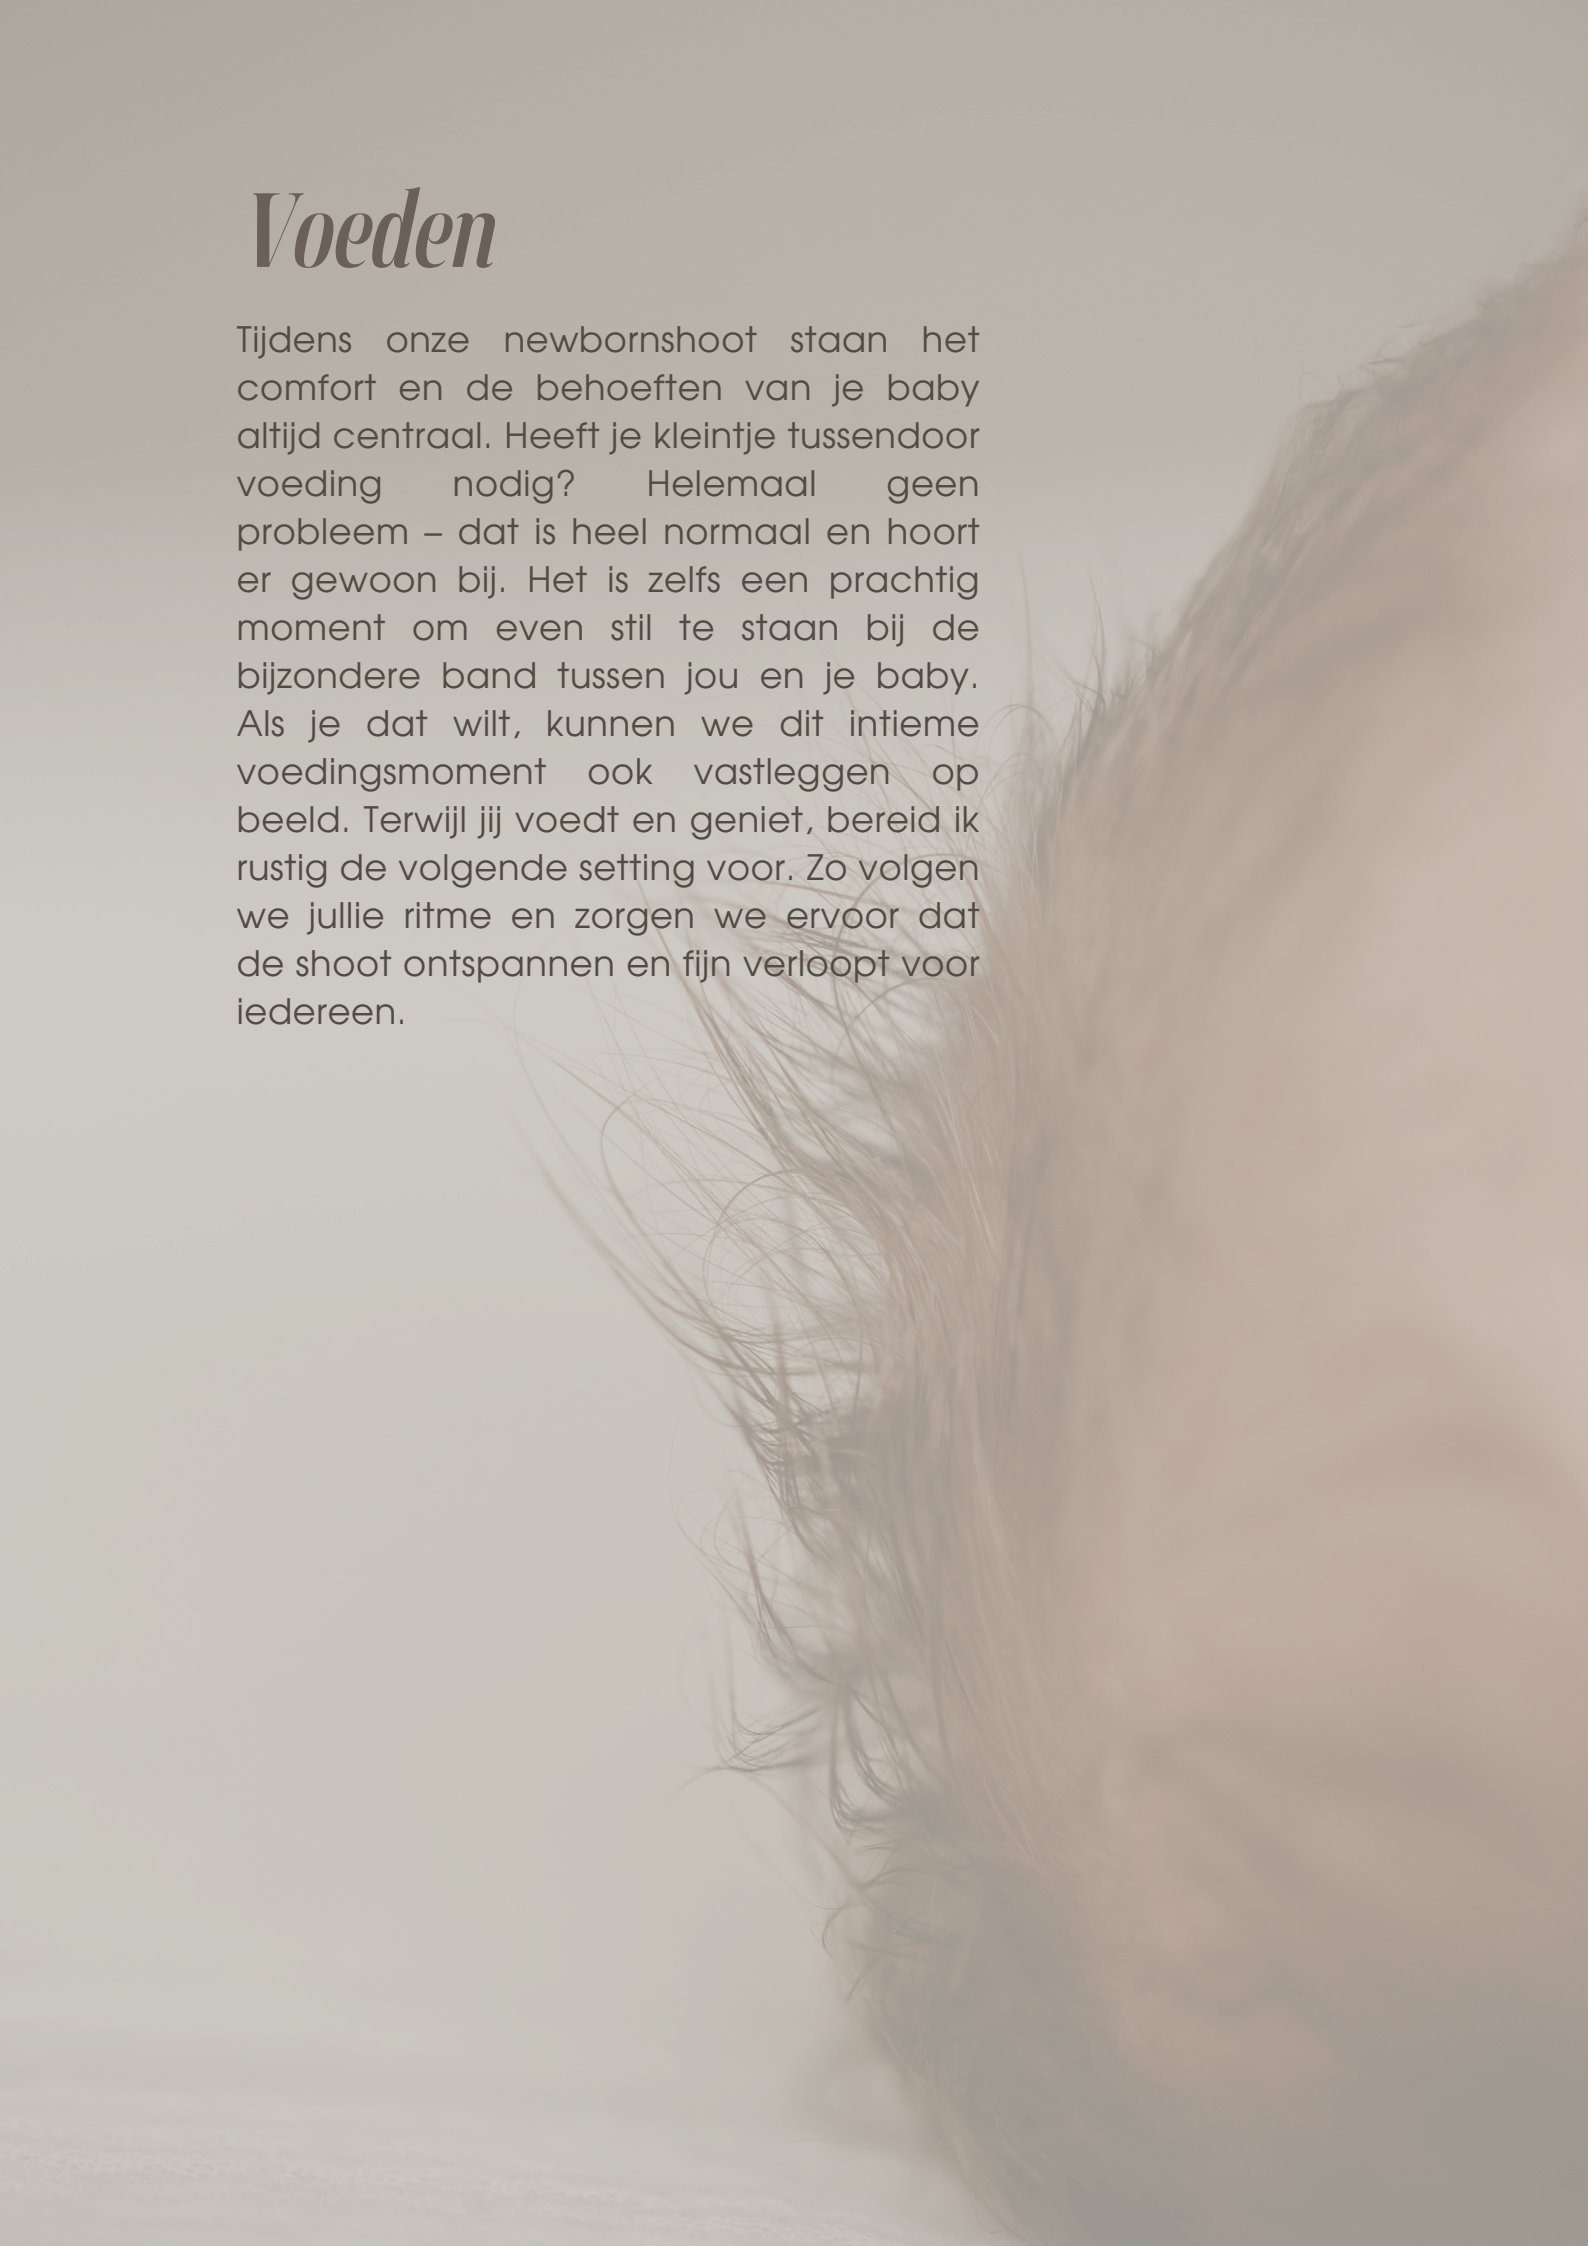 Voeden
Tijdens onze newbornshoot staan het
comfort en de behoeften van je baby
altijd centraal. Heeft je kleintje tussendoor
voeding nodig? Helemaal geen
probleem – dat is heel normaal en hoort
er gewoon bij. Het is zelfs een prachtig
moment om even stil te staan bij de
bijzondere band tussen jou en je baby.
Als je dat wilt, kunnen we dit intieme
voedingsmoment ook vastleggen op
beeld. Terwijl jij voedt en geniet, bereid ik
rustig de volgende setting voor. Zo volgen
we jullie ritme en zorgen we ervoor dat
de shoot ontspannen en fijn verloopt voor
iedereen.